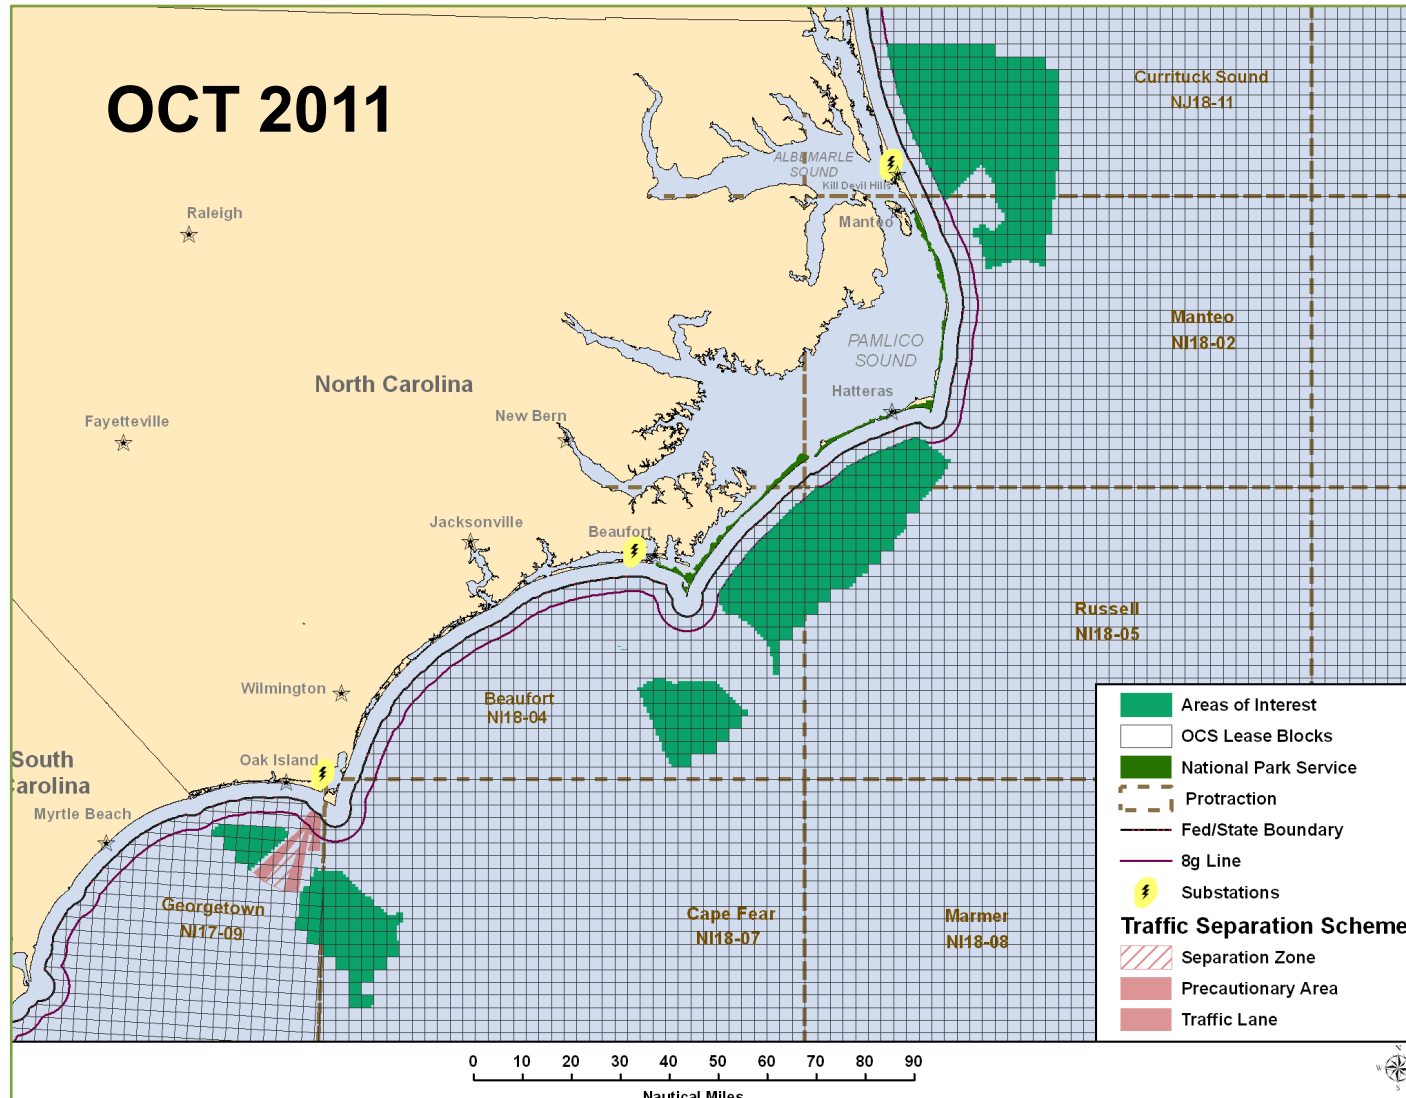 OCT 2011
Currituck Sound
NJ18-11
ALBEMARLE
SOUND
Kill Devil Hills
Manteo
Raleigh
Manteo
NI18-02
PAMLICO
SOUND
North Carolina
Hatteras
New Bern
Fayetteville
Jacksonville
Beaufort
Russell
NI18-05
Wilmington
Beaufort
NI18-04
Oak Island
South
Carolina
Myrtle Beach
Georgetown
NI17-09
Cape Fear
NI18-07
Marmer
NI18-08
Areas of Interest
OCS Lease Blocks
National Park Service
Protraction
Fed/State Boundary
8g Line
Substations
Traffic Separation Scheme
Separation Zone
Precautionary Area
Traffic Lane
0 10 20 30 40 50 60 70 80 90
Nautical Miles
N
W
S